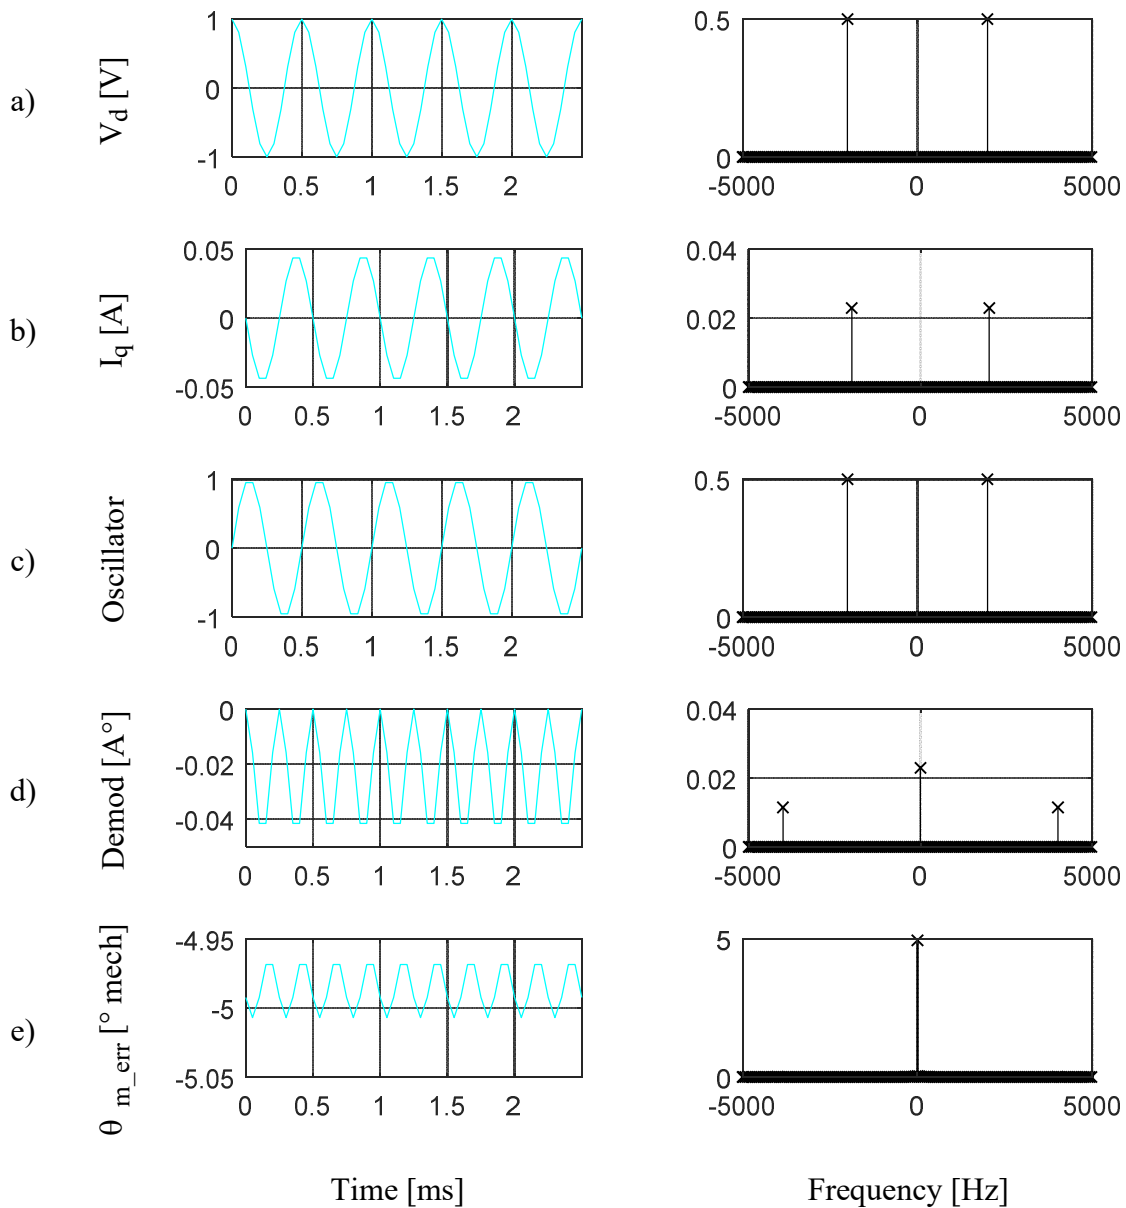 a)
V_d [V]
1
0
-1
0 0.5 1 1.5 2
0.5
0
-5000 0 5000
b)
I_q [A]
0.05
0
-0.05
0 0.5 1 1.5 2
0.04
0.02
0
-5000 0 5000
c)
Oscillator
1
0
-1
0 0.5 1 1.5 2
0.5
0
-5000 0 5000
d)
Demod [A°]
0
-0.02
-0.04
0 0.5 1 1.5 2
0.04
0.02
0
-5000 0 5000
e)
θ m_err [° mech]
-4.95
-5
-5.05
0 0.5 1 1.5 2
5
0
-5000 0 5000
Time [ms]
Frequency [Hz]